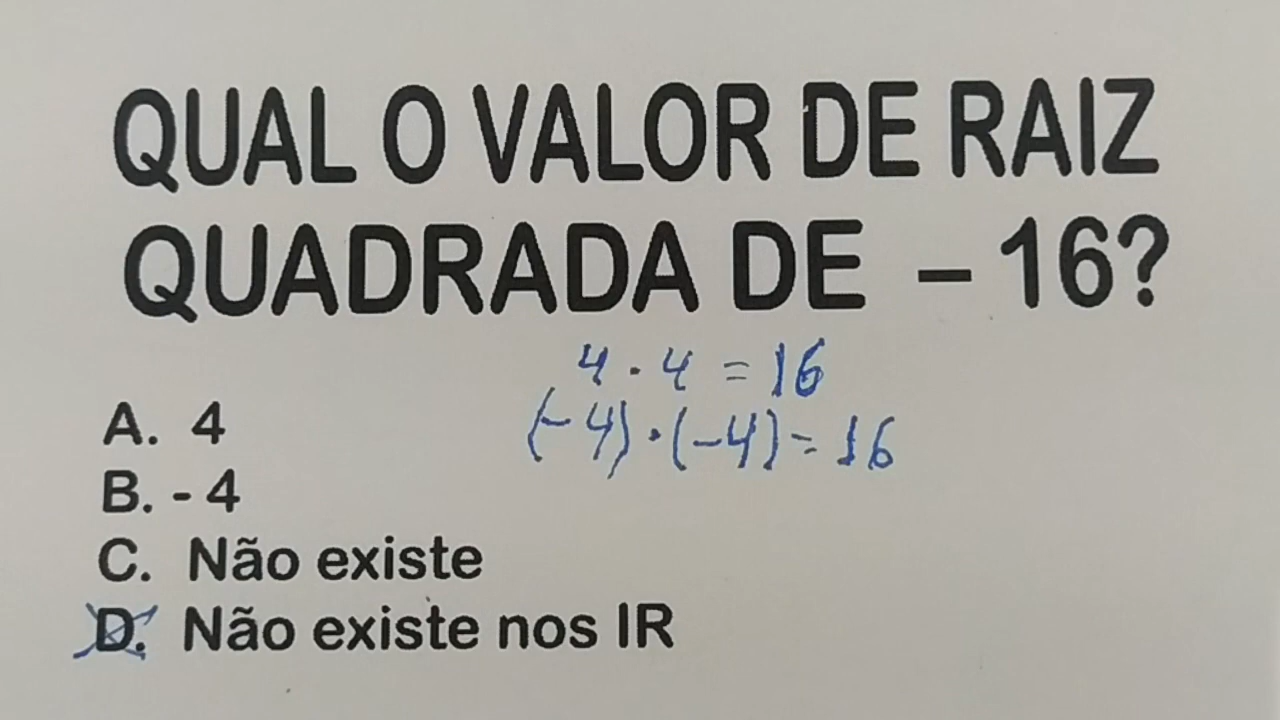 QUAL O VALOR DE RAIZ
QUADRADA DE – 16?
4 · 4 = 16
(-4) · (-4) = 16
A. 4
B. - 4
C. Não existe
D. Não existe nos IR